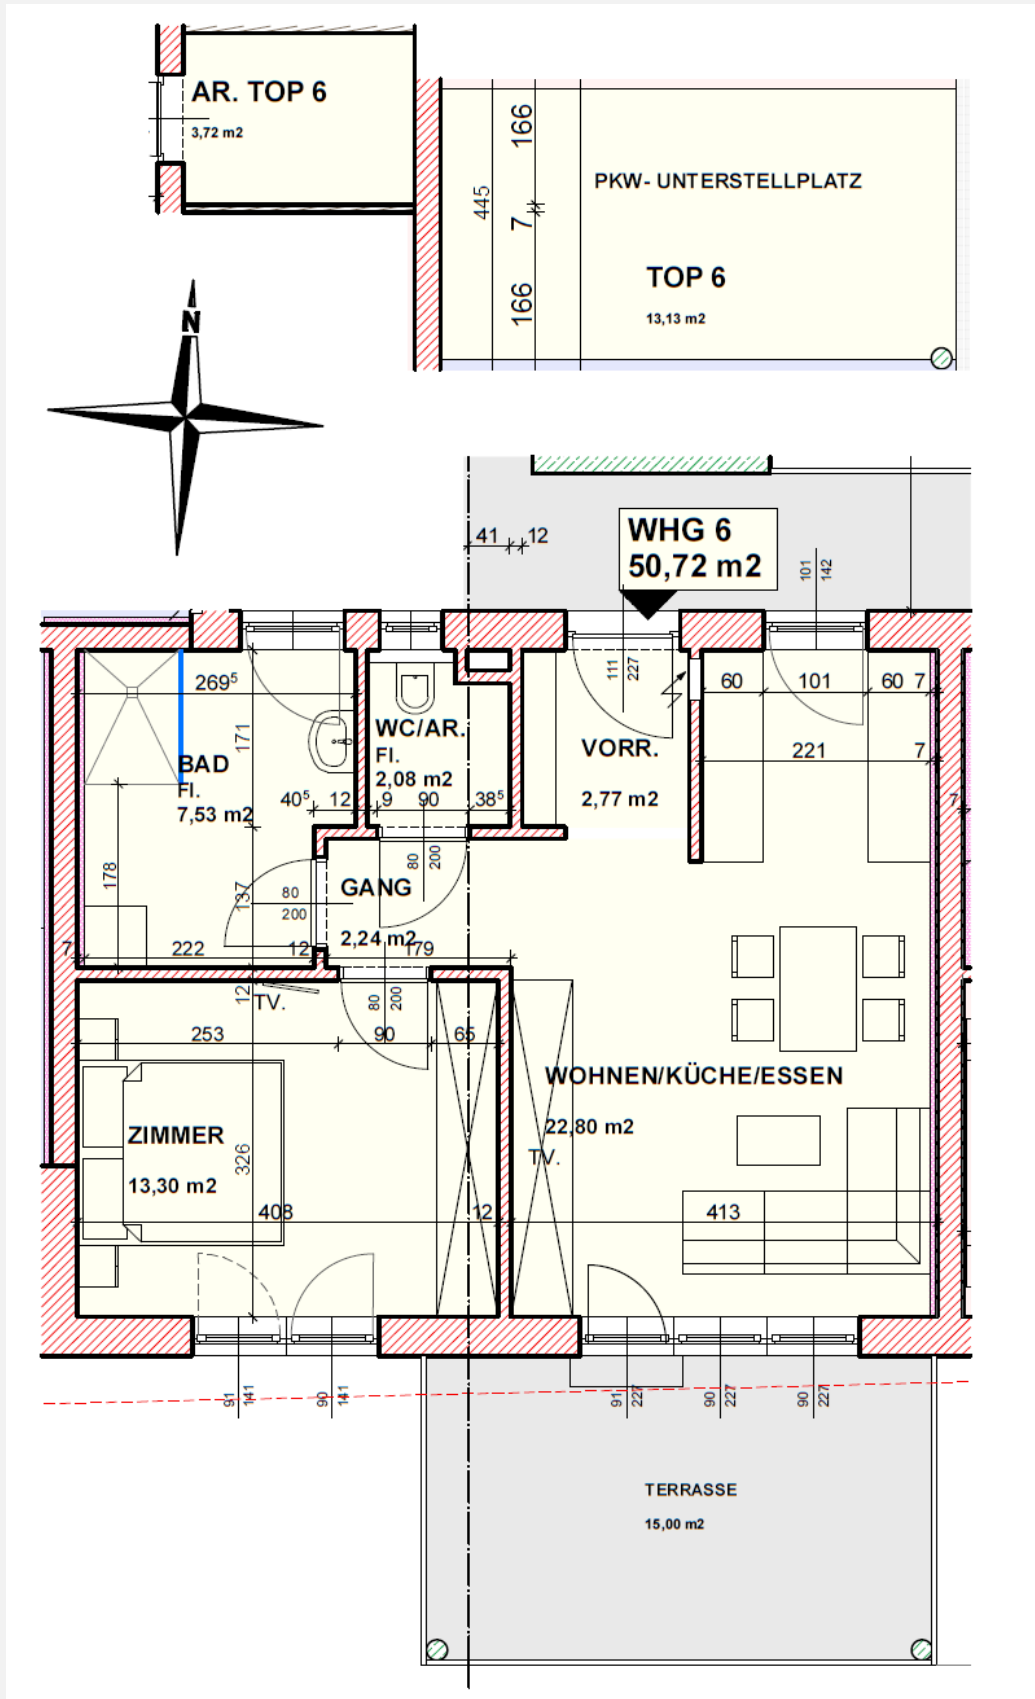 AR. TOP 6
3,72 m2
166
445
7
166
PKW- UNTERSTELLPLATZ
TOP 6
13,13 m2
N
41
12
WHG 6
50,72 m2
101
142
111
227
269⁵
171
BAD
Fl.
7,53 m2
WC/AR.
Fl.
2,08 m2
VORR.
2,77 m2
60
101
60
7
221
7
7
40⁵
12
9
90
38⁵
80
200
178
137
80
200
GANG
2,24 m2
7
222
12
179
12
TV.
80
200
253
90
65
WOHNEN/KÜCHE/ESSEN
22,80 m2
TV.
ZIMMER
13,30 m2
326
408
12
413
91
141
90
141
91
227
90
227
90
227
TERRASSE
15,00 m2